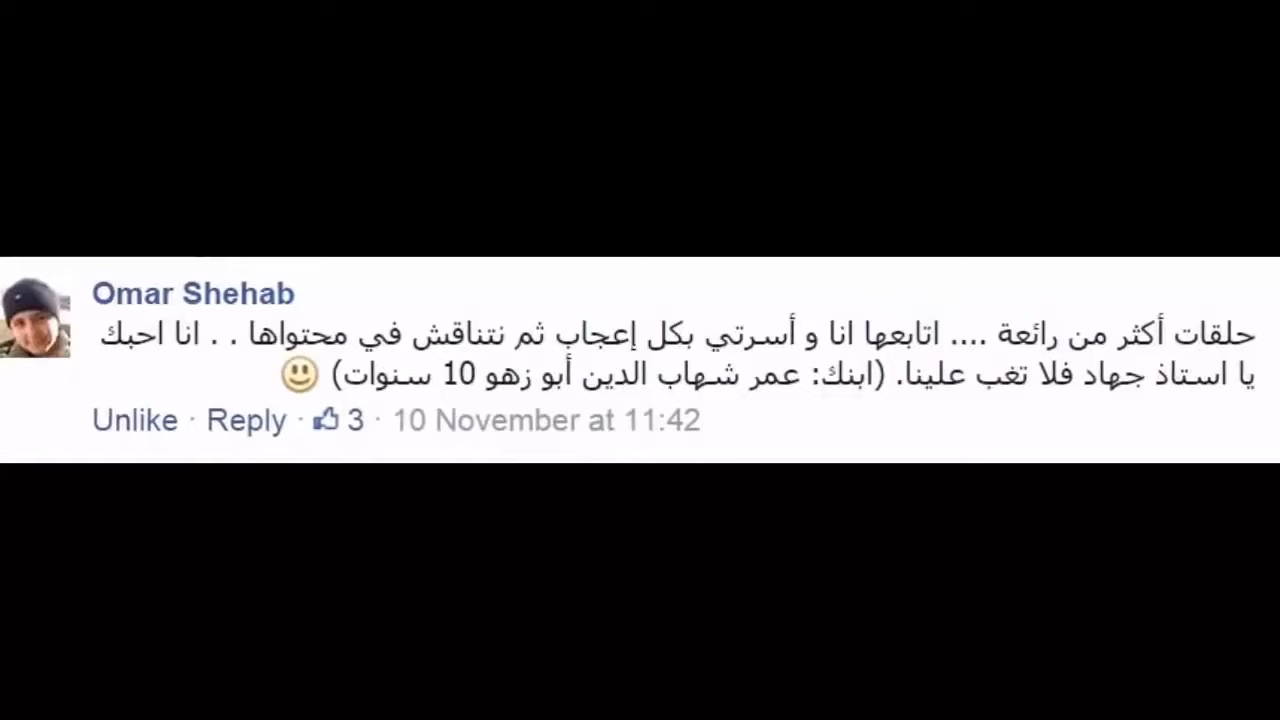 Omar Shehab
حلقات أكثر من رائعة .... اتابعها انا و أسرتي بكل إعجاب ثم نتناقش في محتواها . . انا احبك
يا استاذ جهاد فلا تغب علينا. (ابنك: عمر شهاب الدين أبو زهو 10 سنوات)
Unlike · Reply · 3 · 10 November at 11:42